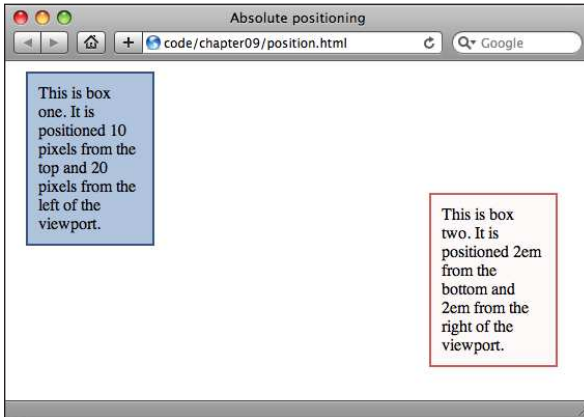 Absolute positioning
code/chapter09/position.html
Google
This is box
one. It is
positioned 10
pixels from the
top and 20
pixels from the
left of the
viewport.
This is box
two. It is
positioned 2em
from the
bottom and
2em from the
right of the
viewport.